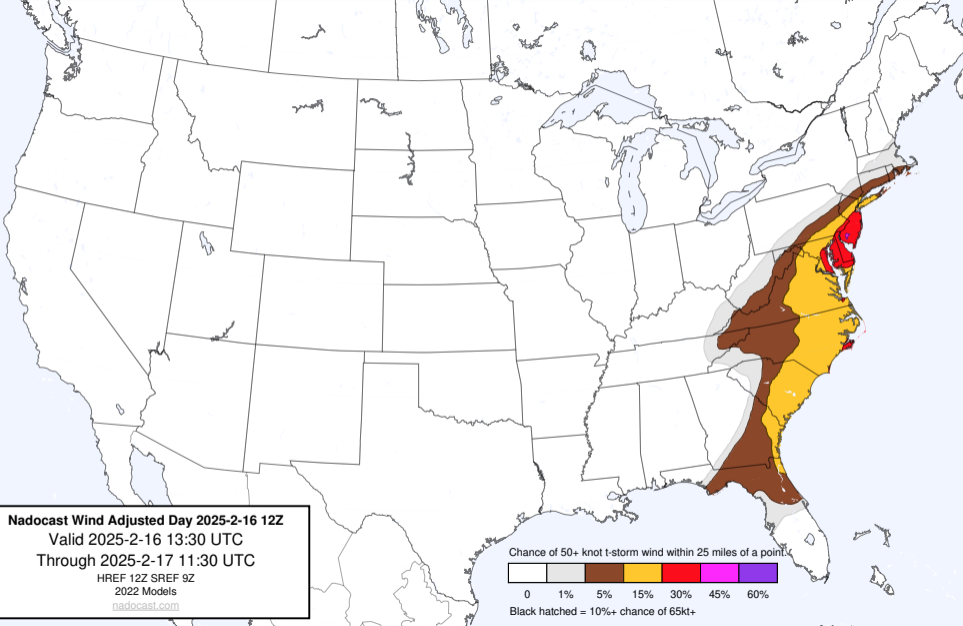 Nadocast Wind Adjusted Day 2025-2-16 12Z
Valid 2025-2-16 13:30 UTC
Through 2025-2-17 11:30 UTC
HREF 12Z SREF 9Z
2022 Models
nadocast.com
Chance of 50+ knot t-storm wind within 25 miles of a point.
0 1% 5% 15% 30% 45% 60%
Black hatched = 10%+ chance of 65kt+